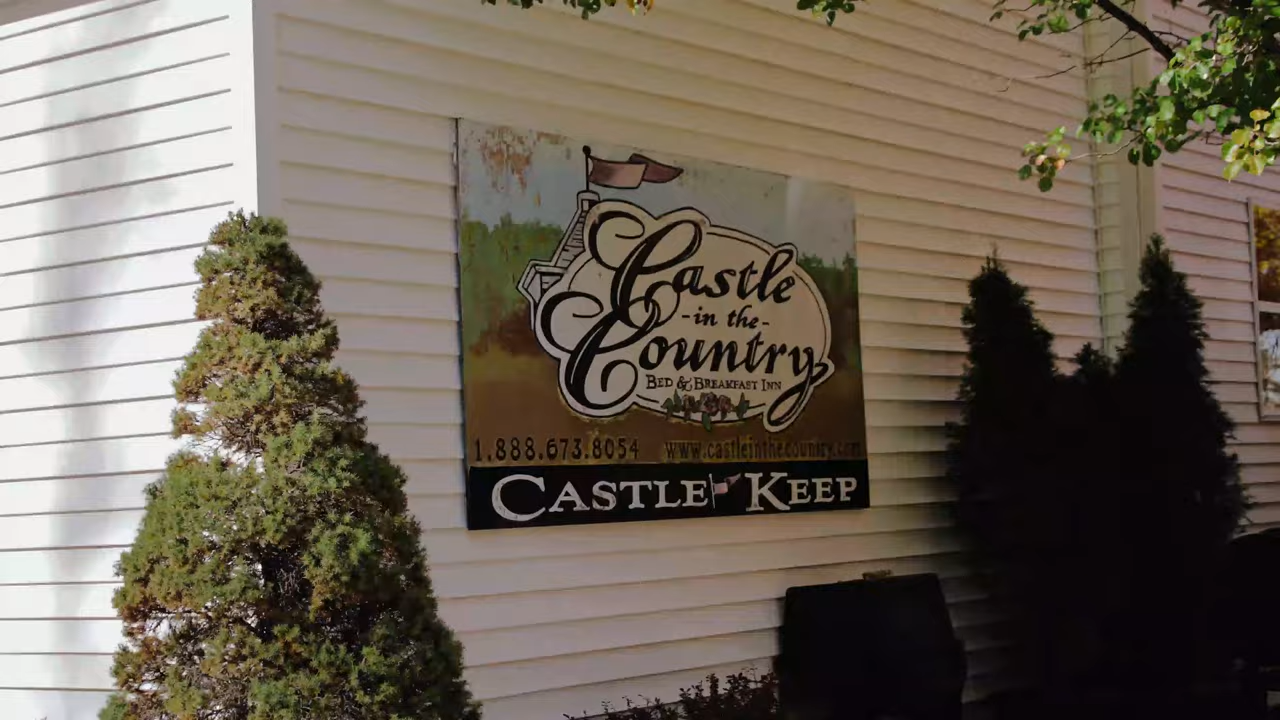 Castle
-in the-
Country
BED & BREAKFAST INN
1.888.673.8054 www.castleinthecountry.com
CASTLE KEEP